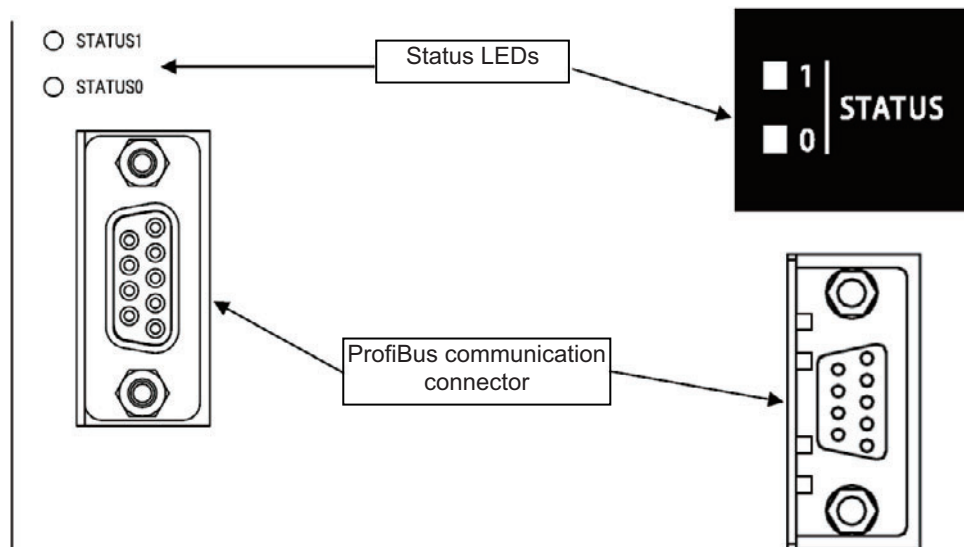 STATUS1
STATUS0
Status LEDs
1
0
STATUS
ProfiBus communication
connector